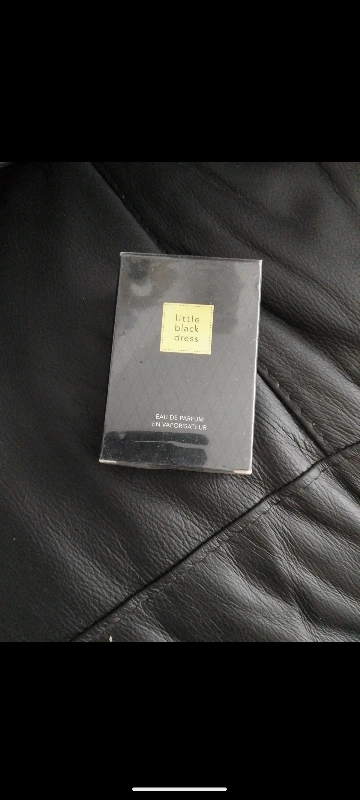 little
black
dress
EAU DE PARFUM
EN VAPORISATEUR